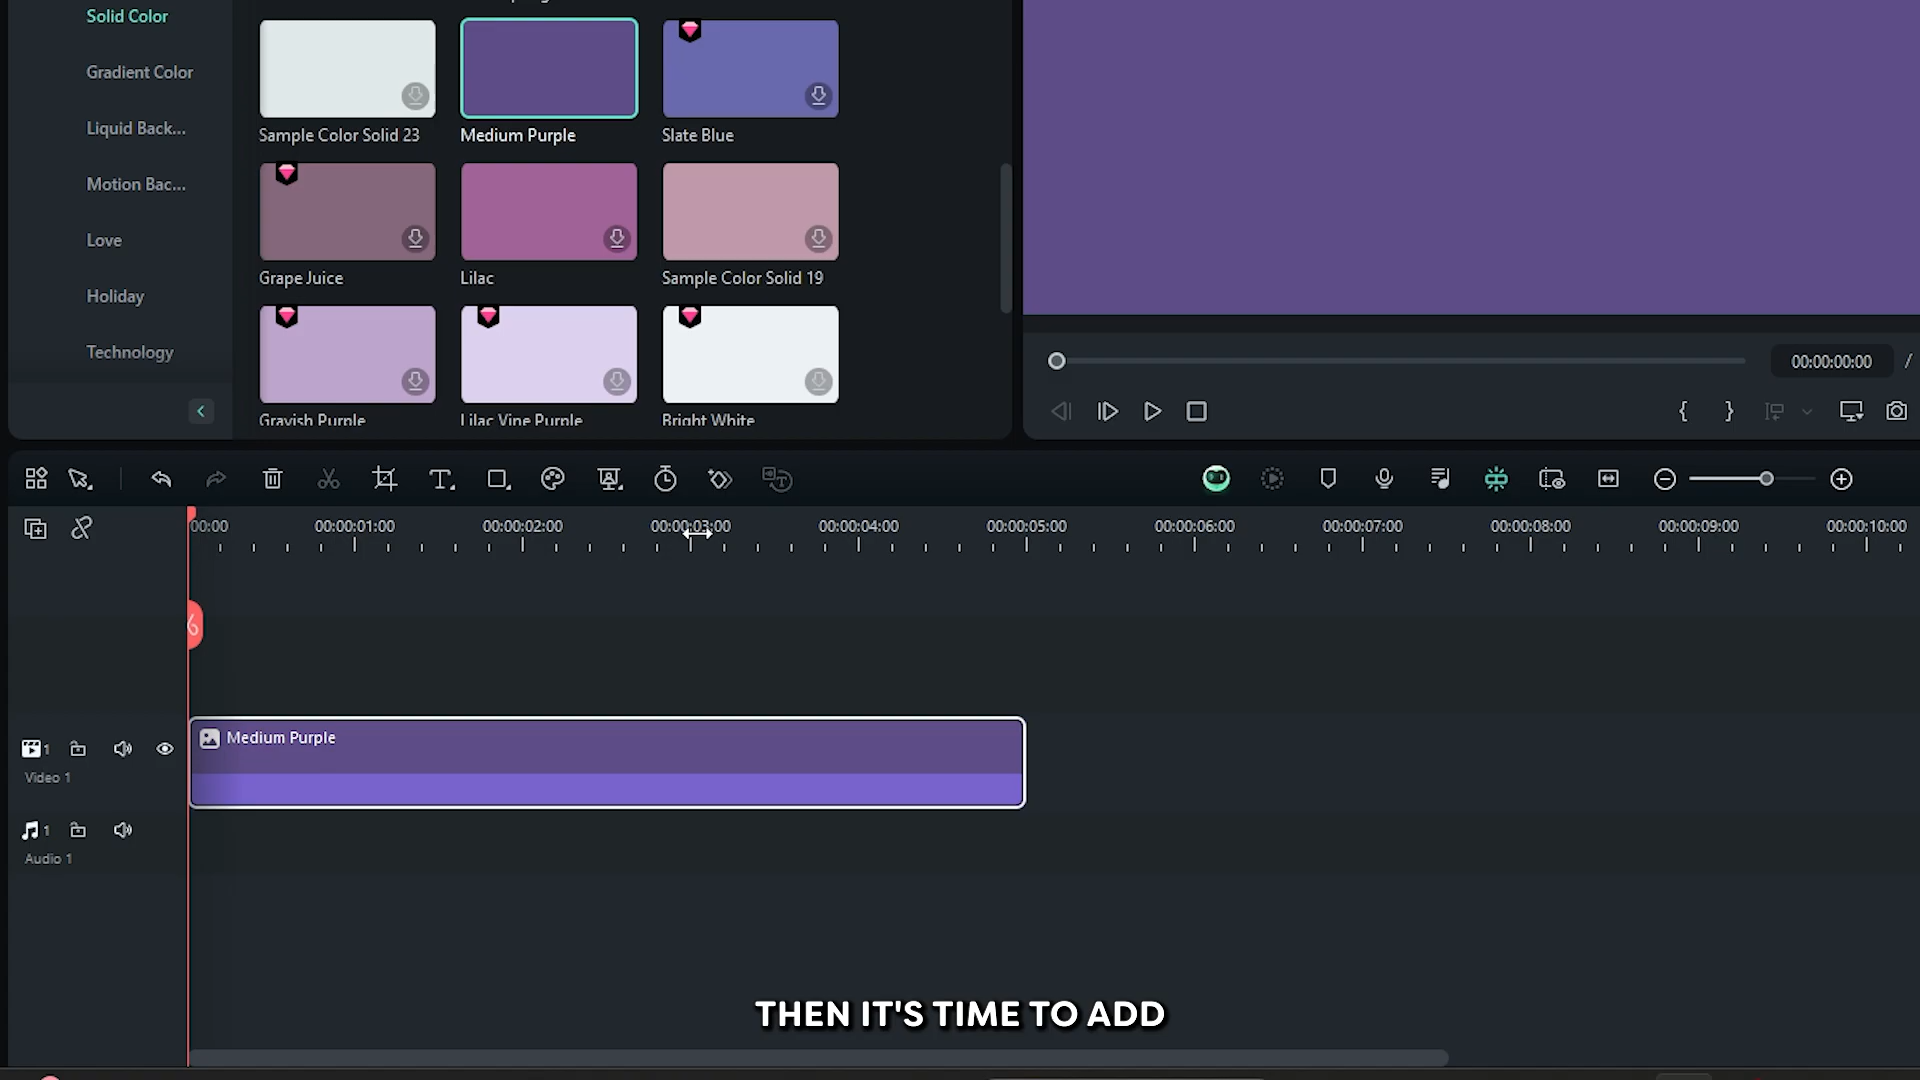 Solid Color
Gradient Color
Liquid Back...
Motion Bac...
Love
Holiday
Technology
Sample Color Solid 23
Medium Purple
Slate Blue
Grape Juice
Lilac
Sample Color Solid 19
Grayish Purple
Lilac Vine Purple
Bright White
00:00:00:00 /
00:00 00:00:01:00 00:00:02:00 00:00:03:00 00:00:04:00 00:00:05:00 00:00:06:00 00:00:07:00 00:00:08:00 00:00:09:00 00:00:10:00
Medium Purple
1
Video 1
1
Audio 1
THEN IT'S TIME TO ADD